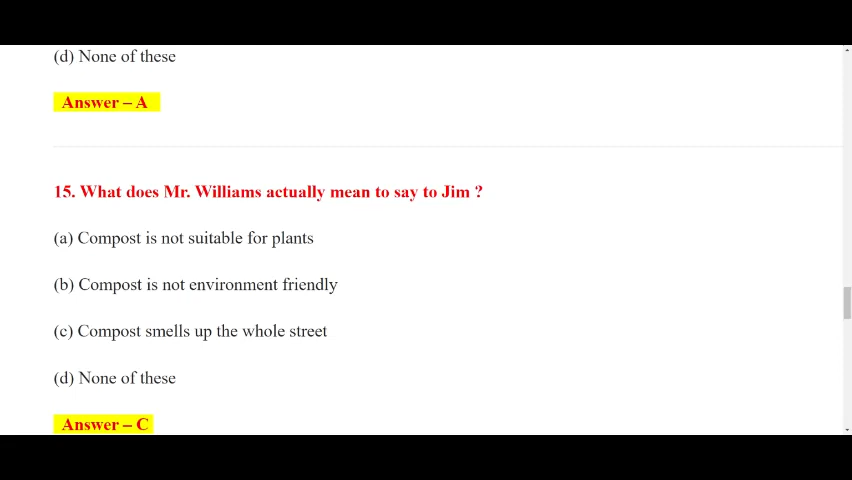 (d) None of these
Answer – A
15. What does Mr. Williams actually mean to say to Jim ?
(a) Compost is not suitable for plants
(b) Compost is not environment friendly
(c) Compost smells up the whole street
(d) None of these
Answer – C